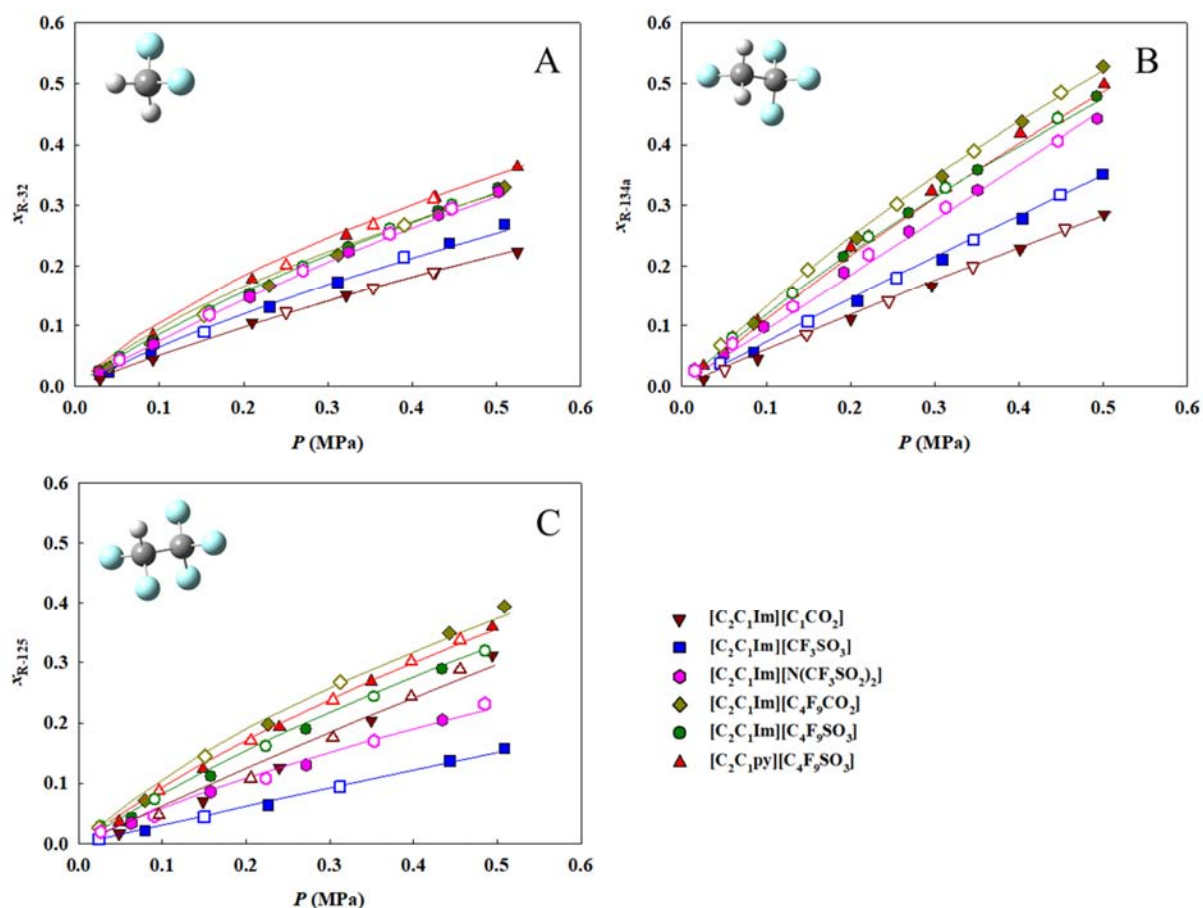 0.6
0.5
0.4
0.3
0.2
0.1
0.0
x_R-32
A
0.0 0.1 0.2 0.3 0.4 0.5 0.6
P (MPa)
0.6
0.5
0.4
0.3
0.2
0.1
0.0
x_R-134a
B
0.0 0.1 0.2 0.3 0.4 0.5 0.6
P (MPa)
0.6
0.5
0.4
0.3
0.2
0.1
0.0
x_R-125
C
0.0 0.1 0.2 0.3 0.4 0.5 0.6
P (MPa)
[C₂C₁Im][C₁CO₂]
[C₂C₁Im][CF₃SO₃]
[C₂C₁Im][N(CF₃SO₂)₂]
[C₂C₁Im][C₄F₉CO₂]
[C₂C₁Im][C₄F₉SO₃]
[C₂C₁py][C₄F₉SO₃]